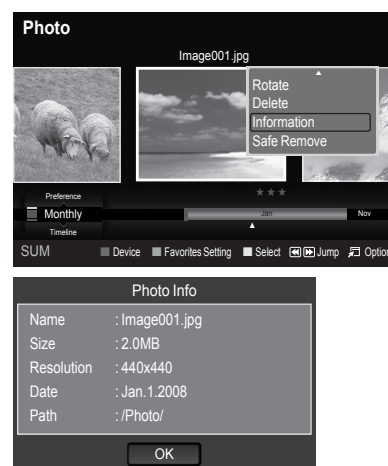 Photo
Image001.jpg
Rotate
Delete
Information
Safe Remove
Preference
Monthly
Timeline
Jan
Nov
SUM Device Favorites Setting Select Jump Option
Photo Info
Name : Image001.jpg
Size : 2.0MB
Resolution : 440x440
Date : Jan.1.2008
Path : /Photo/
OK